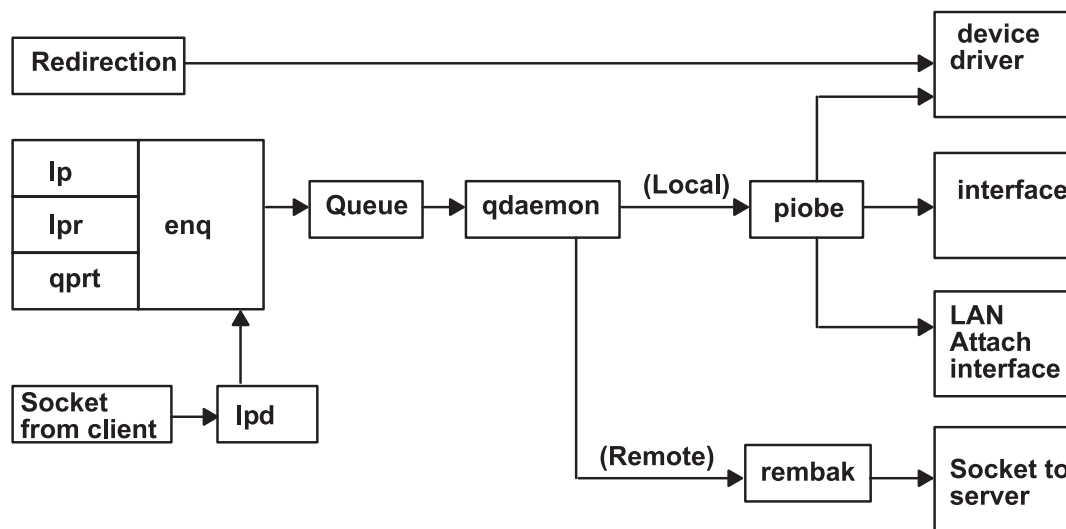 Redirection
device
driver
lp
lpr
qprt
enq
Queue
qdaemon
(Local)
piobe
interface
LAN
Attach
interface
Socket
from client
lpd
(Remote)
rembak
Socket to
server